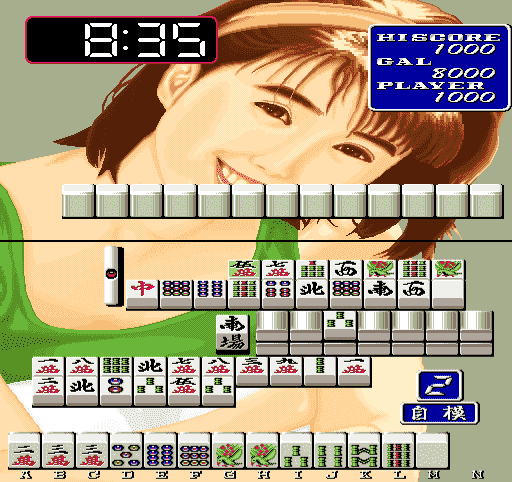 8:35
HISCORE
1000
GAL
8000
PLAYER
1000
南場
2
自模
A B C D E F G H I J K L M N